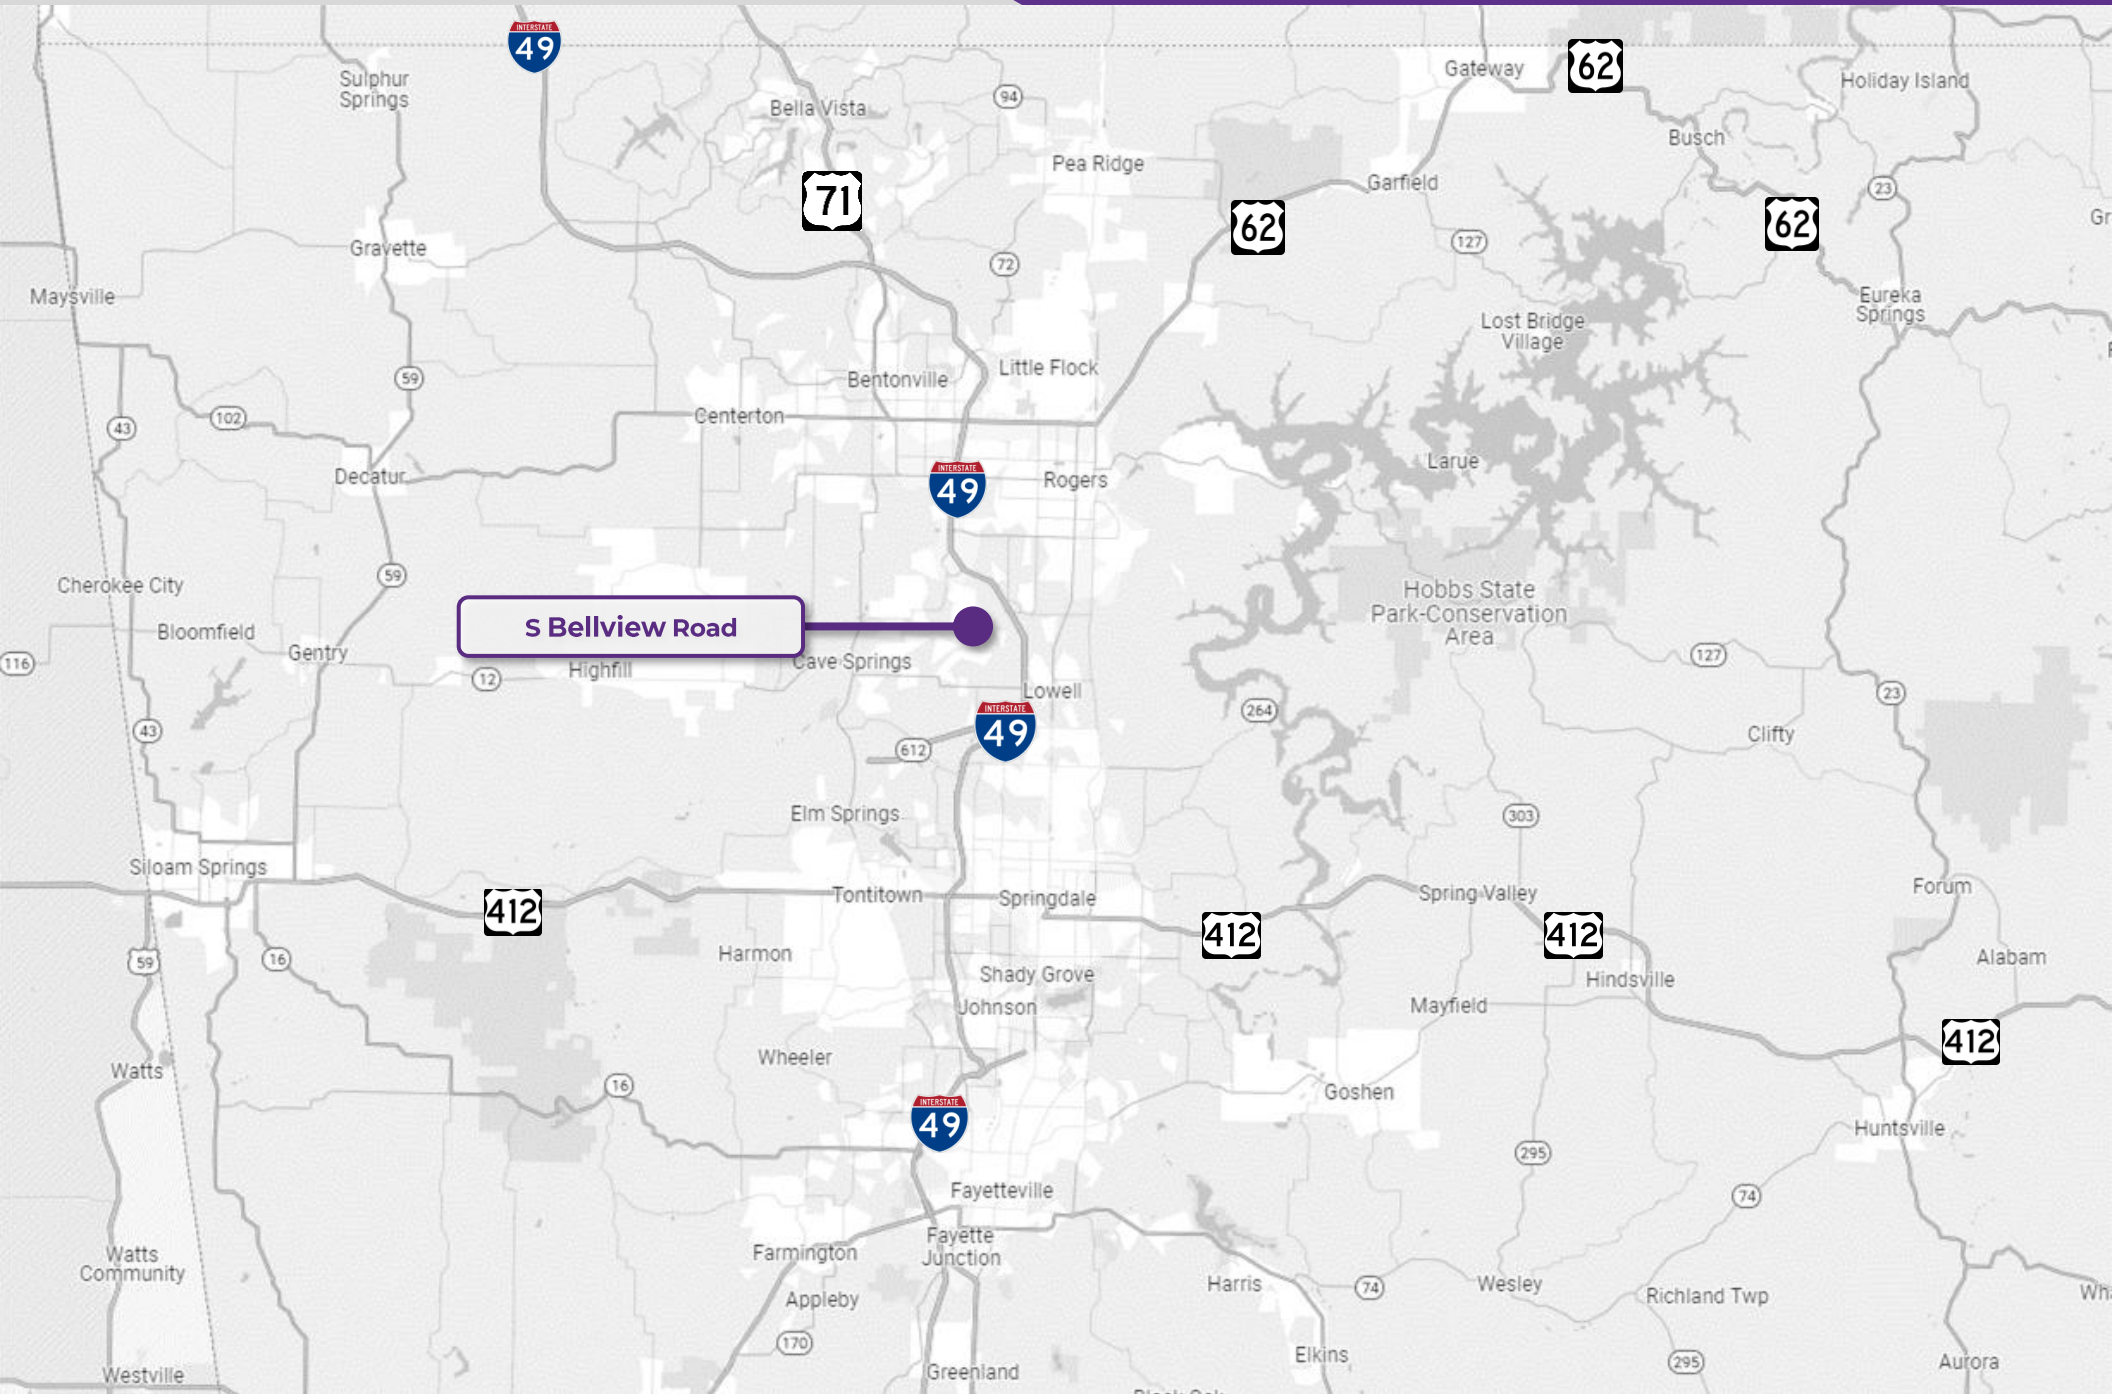 INTERSTATE
49
Sulphur
Springs
Bella Vista
94
Gateway
62
Holiday Island
Busch
Pea Ridge
Garfield
23
71
62
62
127
Gravette
72
Maysville
Eureka
Springs
Lost Bridge
Village
Little Flock
Bentonville
59
102
43
Centerton
Decatur
INTERSTATE
49
Rogers
Larue
Cherokee City
59
Hobbs State
Park-Conservation
Area
S Bellview Road
Bloomfield
Gentry
116
12
Highfill
Cave Springs
127
Lowell
23
264
INTERSTATE
49
43
612
Clifty
Elm Springs
303
Siloam Springs
Tontitown
Springdale
Spring Valley
Forum
412
412
412
59
16
Harmon
Shady Grove
Hindsville
Alabam
Johnson
Mayfield
412
Wheeler
Watts
16
Goshen
INTERSTATE
49
Huntsville
295
Fayetteville
74
Fayette
Junction
Farmington
Watts
Community
Harris
74
Wesley
Richland Twp
Appleby
170
Elkins
295
Aurora
Westville
Greenland